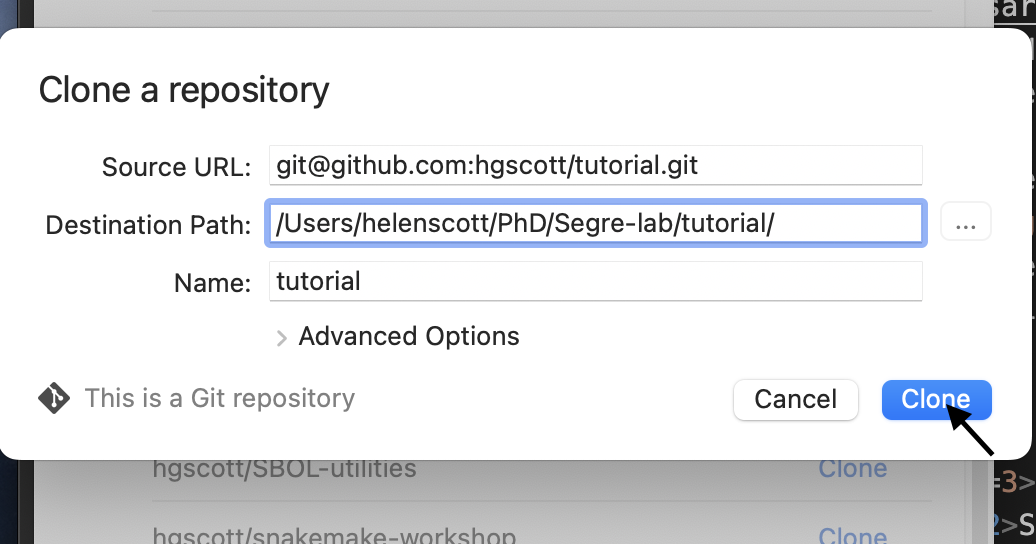 Clone a repository
Source URL: git@github.com:hgscott/tutorial.git
Destination Path: /Users/helenscott/PhD/Segre-lab/tutorial/ ...
Name: tutorial
Advanced Options
This is a Git repository Cancel Clone
hgscott/SBOL-utilities Clone
hgscott/snakemake-workshop Clone